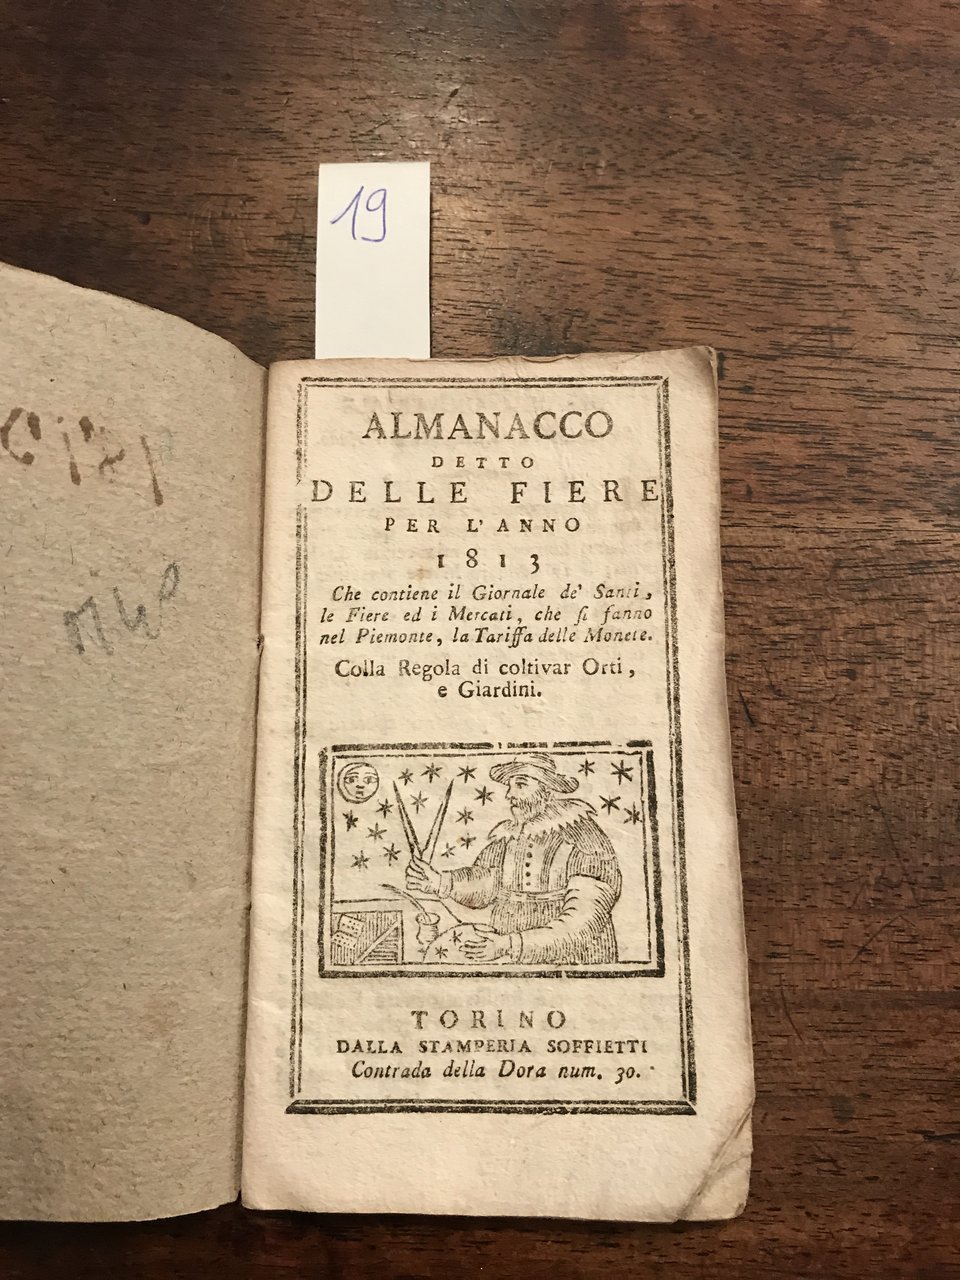 19
ALMANACCO
DETTO
DELLE FIERE
PER L'ANNO
1813
Che contiene il Giornale de' Santi,
le Fiere ed i Mercati, che si fanno
nel Piemonte, la Tariffa delle Monete.
Colla Regola di coltivar Orti,
e Giardini.
TORINO
DALLA STAMPERIA SOFFIETTI
Contrada della Dora num. 30.